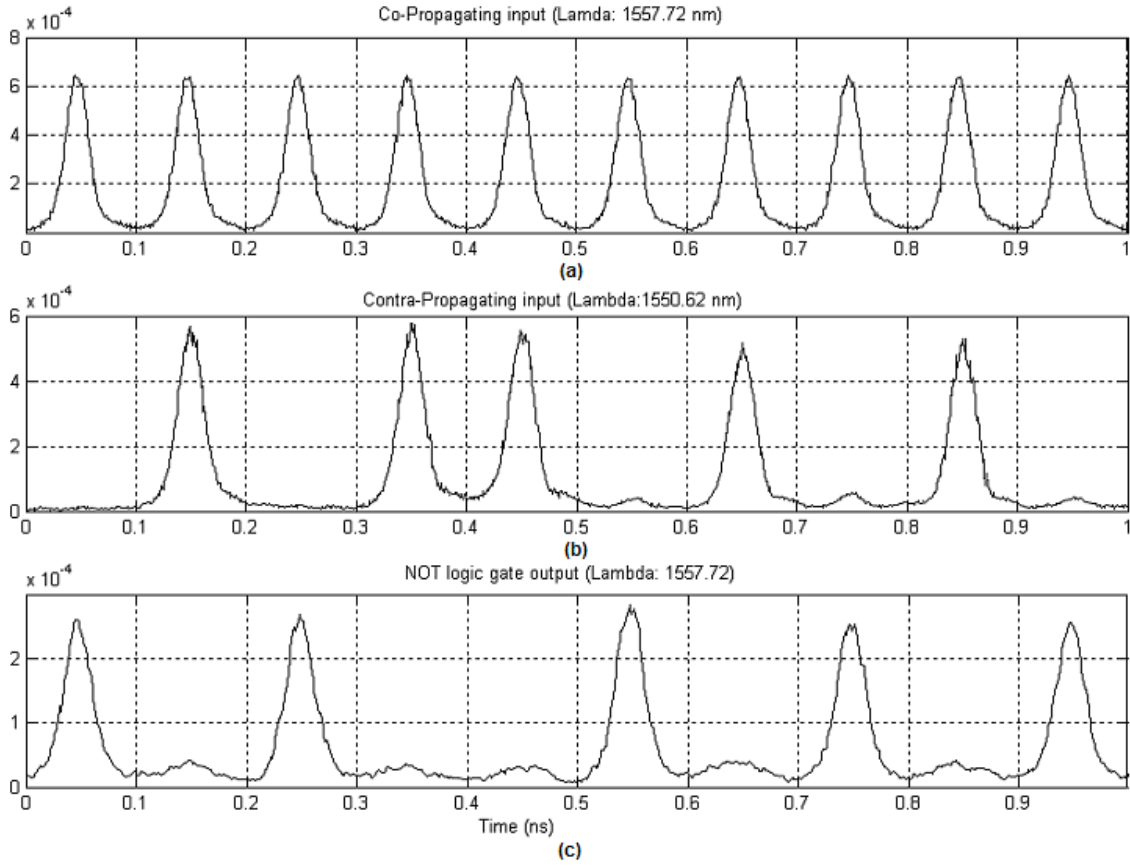 Co-Propagating input (Lamda: 1557.72 nm)
x 10-4
8
6
4
2
0 0.1 0.2 0.3 0.4 0.5 0.6 0.7 0.8 0.9 1
(a)
Contra-Propagating input (Lambda:1550.62 nm)
x 10-4
6
4
2
0
0 0.1 0.2 0.3 0.4 0.5 0.6 0.7 0.8 0.9 1
(b)
NOT logic gate output (Lambda: 1557.72)
x 10-4
2
1
0
0 0.1 0.2 0.3 0.4 0.5 0.6 0.7 0.8 0.9
Time (ns)
(c)